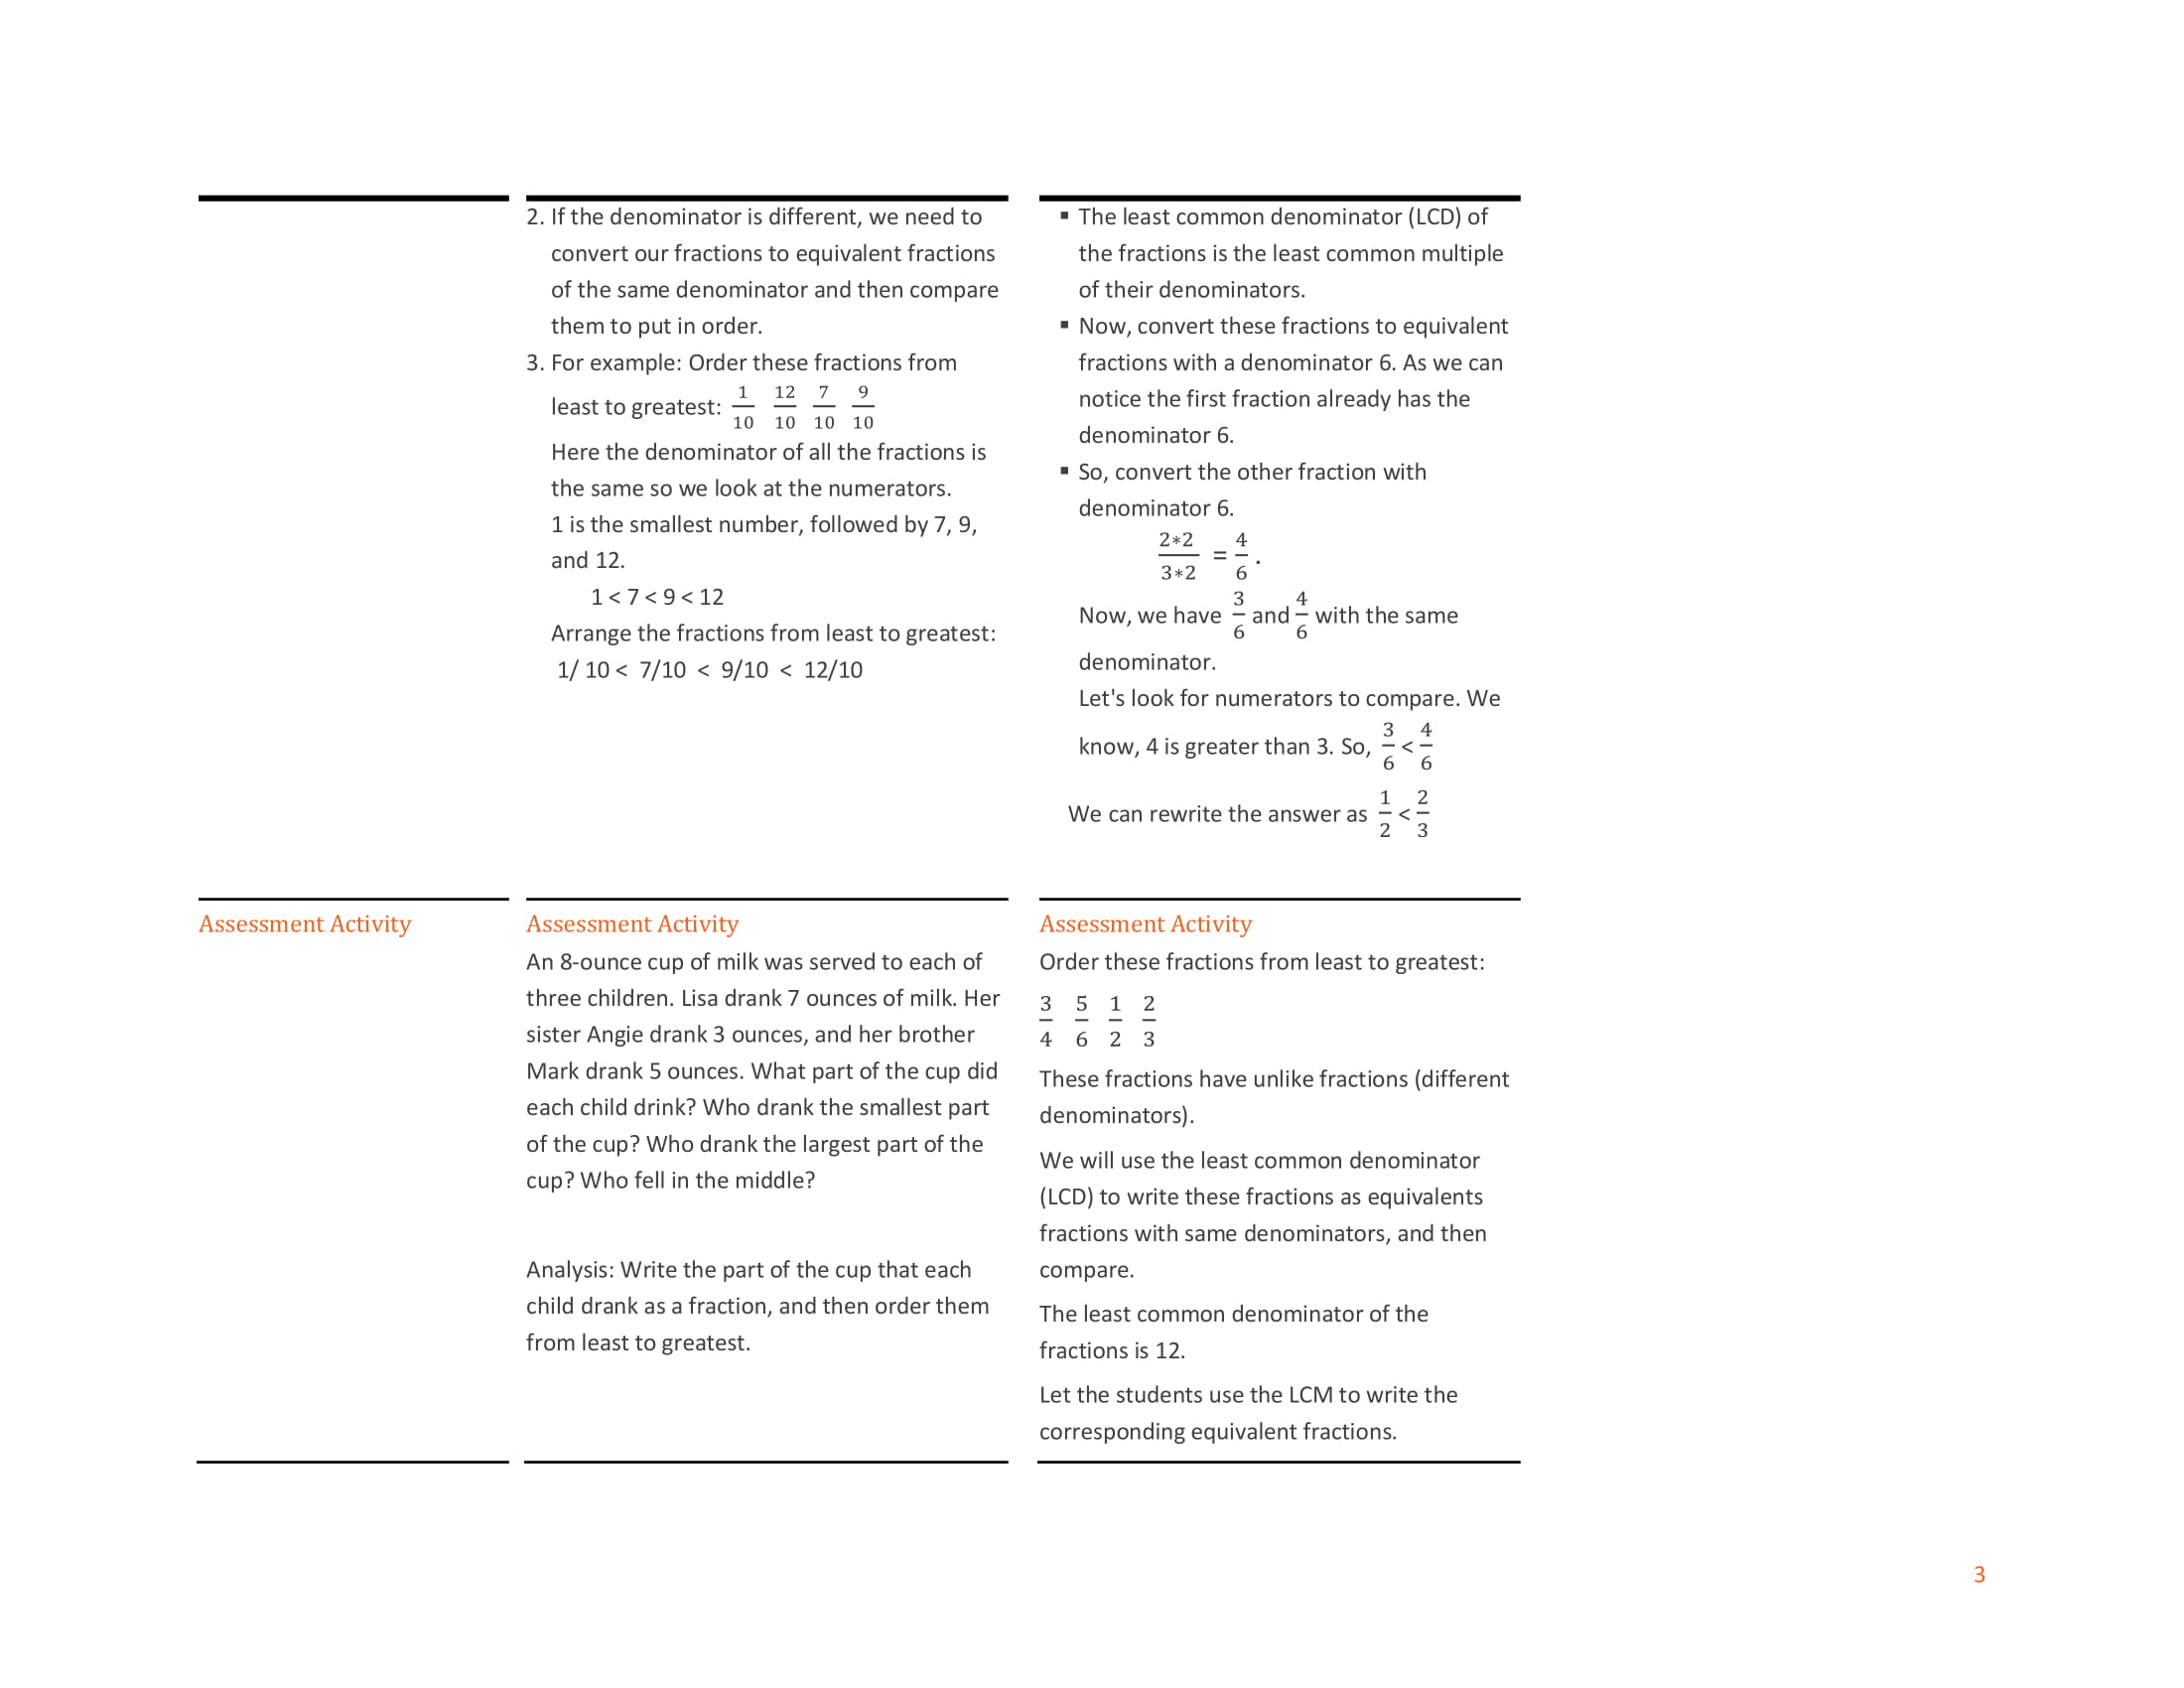 2. If the denominator is different, we need to
convert our fractions to equivalent fractions
of the same denominator and then compare
them to put in order.
3. For example: Order these fractions from
least to greatest: 1/10 12/10 7/10 9/10
Here the denominator of all the fractions is
the same so we look at the numerators.
1 is the smallest number, followed by 7, 9,
and 12.
1 < 7 < 9 < 12
Arrange the fractions from least to greatest:
1/ 10 < 7/10 < 9/10 < 12/10
▪ The least common denominator (LCD) of
the fractions is the least common multiple
of their denominators.
▪ Now, convert these fractions to equivalent
fractions with a denominator 6. As we can
notice the first fraction already has the
denominator 6.
▪ So, convert the other fraction with
denominator 6.
2*2/3*2 = 4/6 .
Now, we have 3/6 and 4/6 with the same
denominator.
Let's look for numerators to compare. We
know, 4 is greater than 3. So, 3/6 < 4/6
We can rewrite the answer as 1/2 < 2/3
Assessment Activity
Assessment Activity
An 8-ounce cup of milk was served to each of
three children. Lisa drank 7 ounces of milk. Her
sister Angie drank 3 ounces, and her brother
Mark drank 5 ounces. What part of the cup did
each child drink? Who drank the smallest part
of the cup? Who drank the largest part of the
cup? Who fell in the middle?
Analysis: Write the part of the cup that each
child drank as a fraction, and then order them
from least to greatest.
Assessment Activity
Order these fractions from least to greatest:
3/4 5/6 1/2 2/3
These fractions have unlike fractions (different
denominators).
We will use the least common denominator
(LCD) to write these fractions as equivalents
fractions with same denominators, and then
compare.
The least common denominator of the
fractions is 12.
Let the students use the LCM to write the
corresponding equivalent fractions.
3